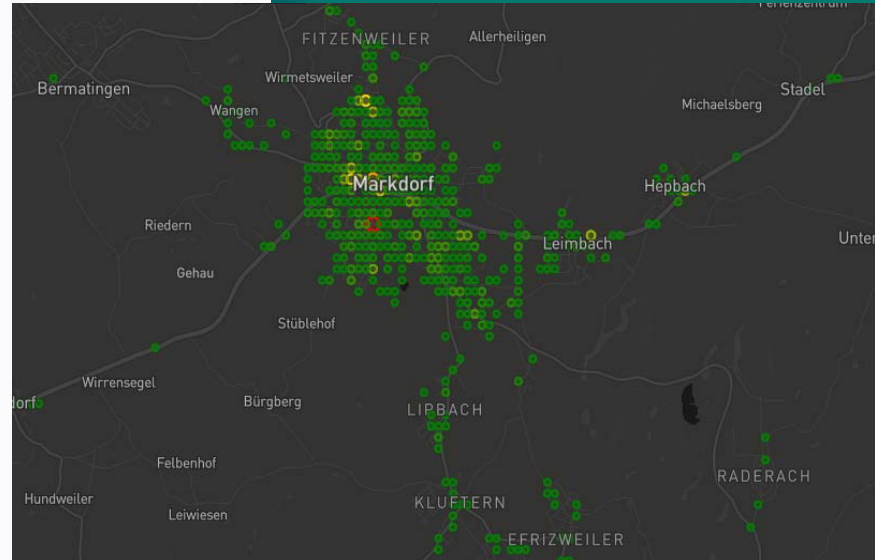 FITZENWEILER
Allerheiligen
Bermatingen
Wirmetsweiler
Stadel
Wangen
Michaelsberg
Markdorf
Hepbach
Riedern
Leimbach
Unter
Gehau
Stüblehof
Wirrensegel
dorf
Bürgberg
LIPBACH
Felbenhof
RADERACH
Hundweiler
Leiwiesen
KLUFTERN
EFRIZWEILER